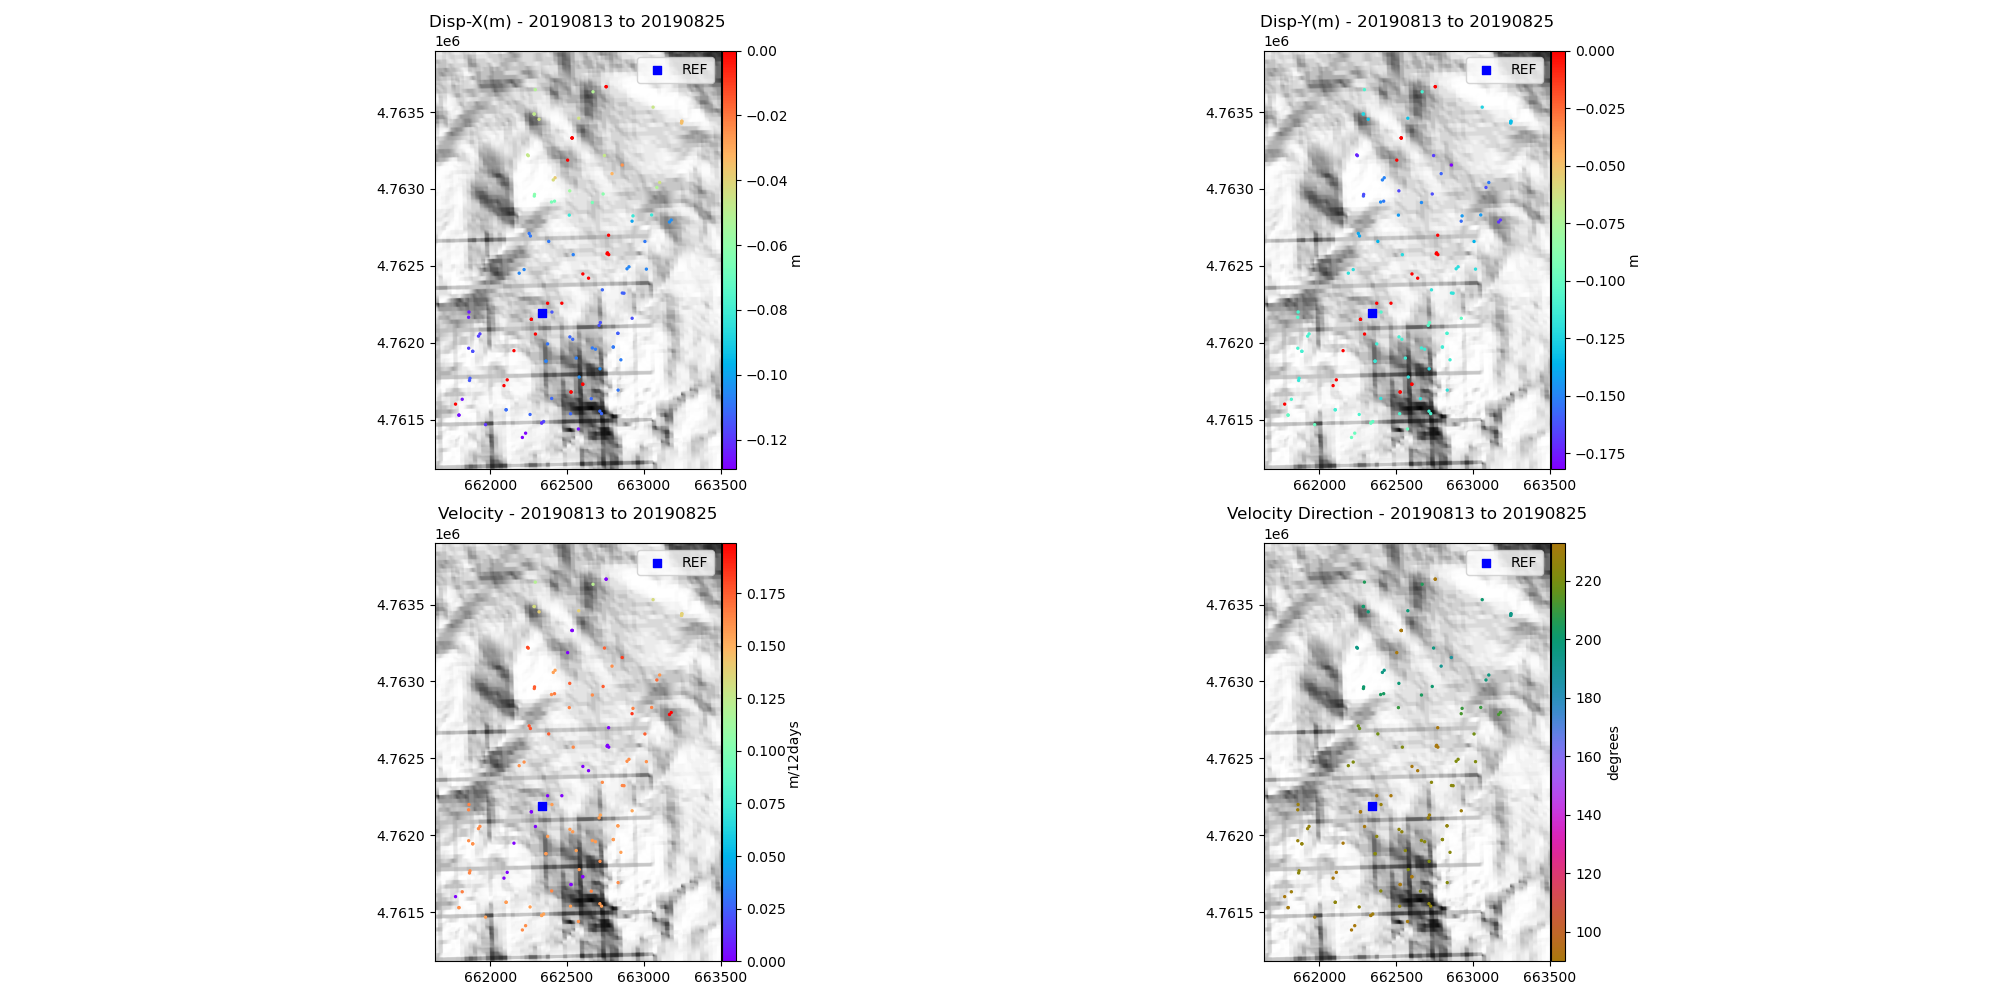 Disp-X(m) - 20190813 to 20190825
1e6
REF
4.7635
4.7630
4.7625
4.7620
4.7615
662000 662500 663000 663500
0.00
−0.02
−0.04
−0.06
−0.08
−0.10
−0.12
m
Disp-Y(m) - 20190813 to 20190825
1e6
REF
4.7635
4.7630
4.7625
4.7620
4.7615
662000 662500 663000 663500
0.000
−0.025
−0.050
−0.075
−0.100
−0.125
−0.150
−0.175
m
Velocity - 20190813 to 20190825
1e6
REF
4.7635
4.7630
4.7625
4.7620
4.7615
662000 662500 663000 663500
0.175
0.150
0.125
0.100
0.075
0.050
0.025
0.000
m/12days
Velocity Direction - 20190813 to 20190825
1e6
REF
4.7635
4.7630
4.7625
4.7620
4.7615
662000 662500 663000 663500
220
200
180
160
140
120
100
degrees